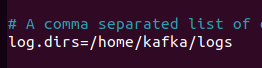 # A comma separated list of
log.dirs=/home/kafka/logs